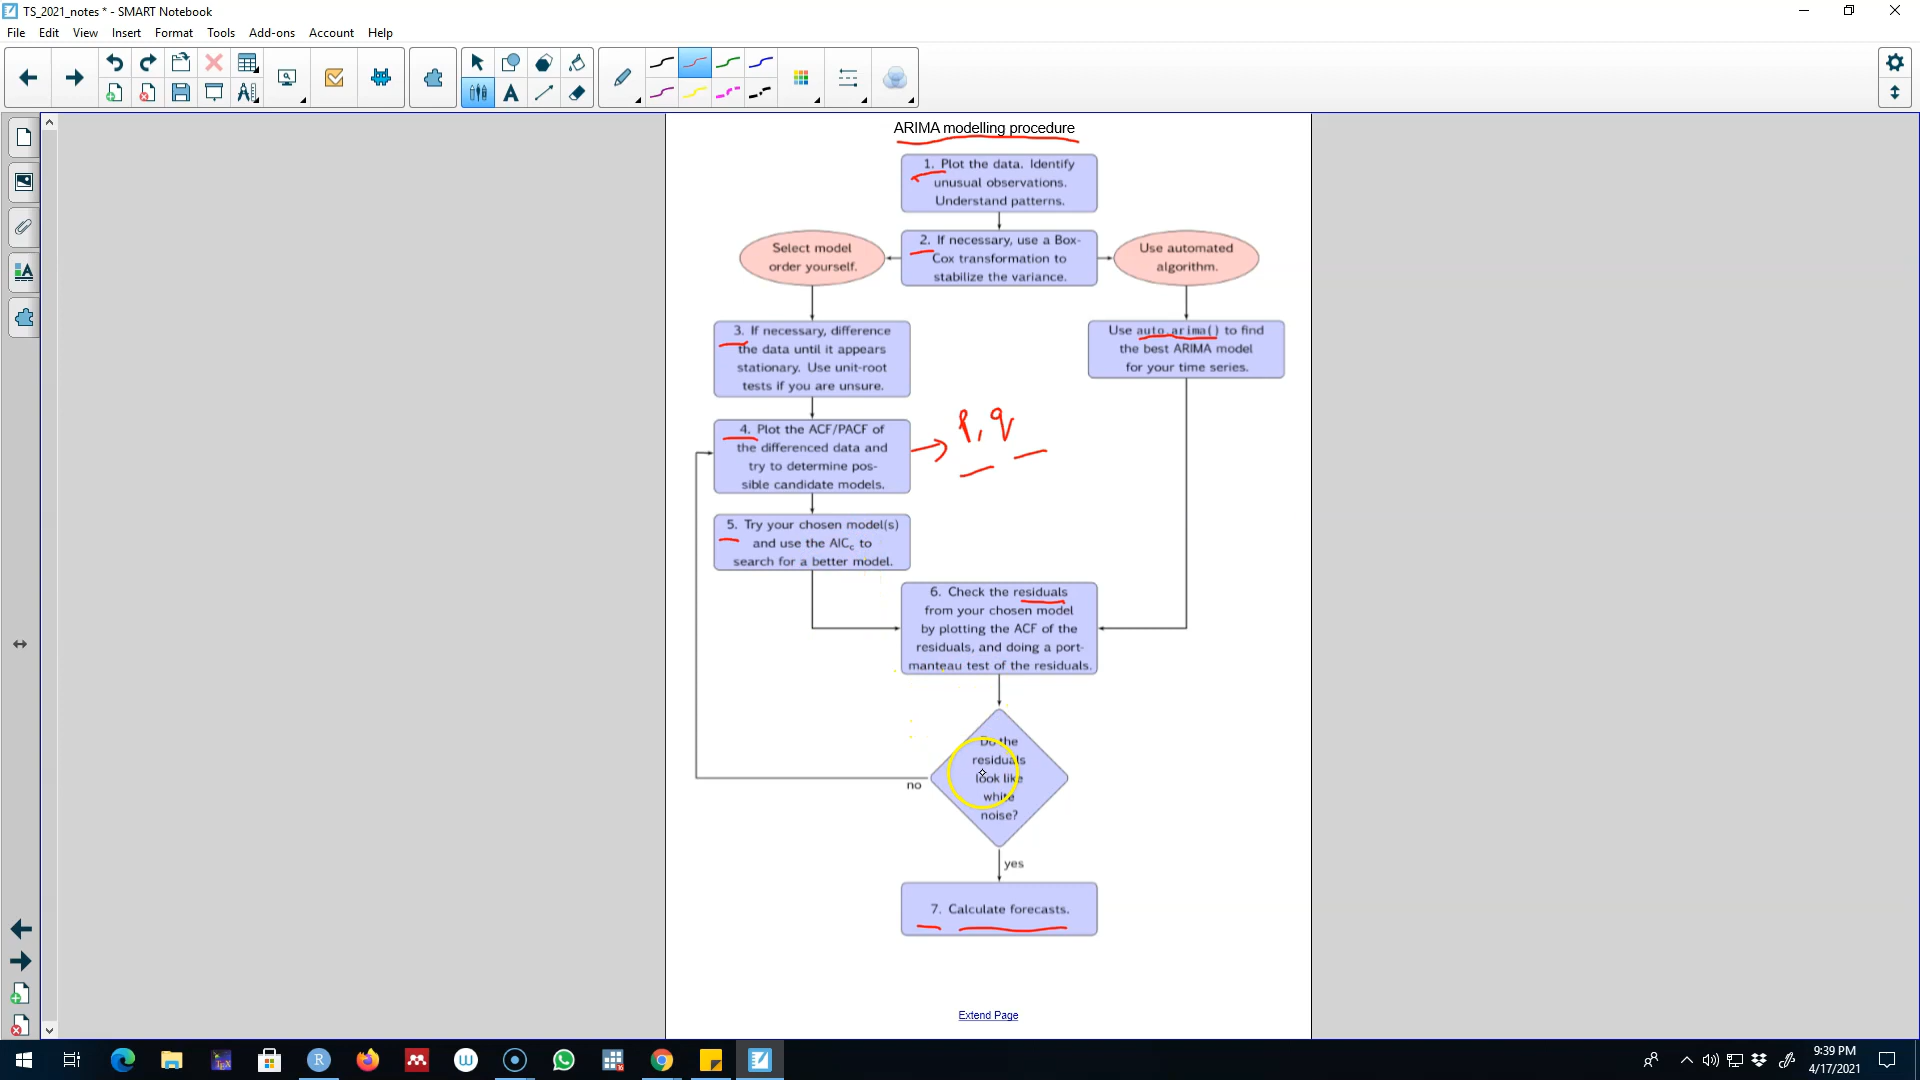 TS_2021_notes * - SMART Notebook
File Edit View Insert Format Tools Add-ons Account Help
ARIMA modelling procedure
1. Plot the data. Identify
unusual observations.
Understand patterns.
Select model
order yourself.
2. If necessary, use a Box-
Cox transformation to
stabilize the variance.
Use automated
algorithm.
3. If necessary, difference
the data until it appears
stationary. Use unit-root
tests if you are unsure.
Use auto.arima() to find
the best ARIMA model
for your time series.
4. Plot the ACF/PACF of
the differenced data and
try to determine pos-
sible candidate models.
p, q
5. Try your chosen model(s)
and use the AICc to
search for a better model.
6. Check the residuals
from your chosen model
by plotting the ACF of the
residuals, and doing a port-
manteau test of the residuals.
Do the
residuals
look like
white
noise?
no
yes
7. Calculate forecasts.
Extend Page
9:39 PM
4/17/2021